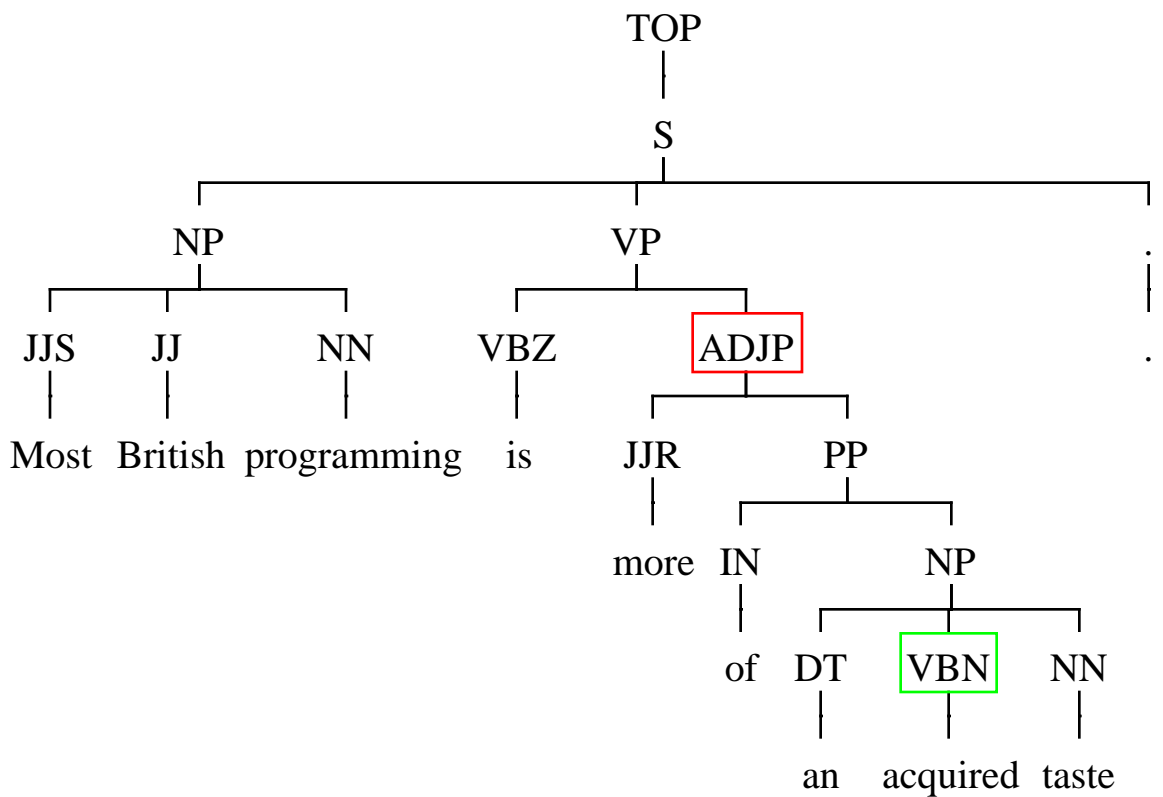 TOP
S
NP VP .
JJS JJ NN VBZ ADJP .
Most British programming is JJR PP
more IN NP
of DT VBN NN
an acquired taste